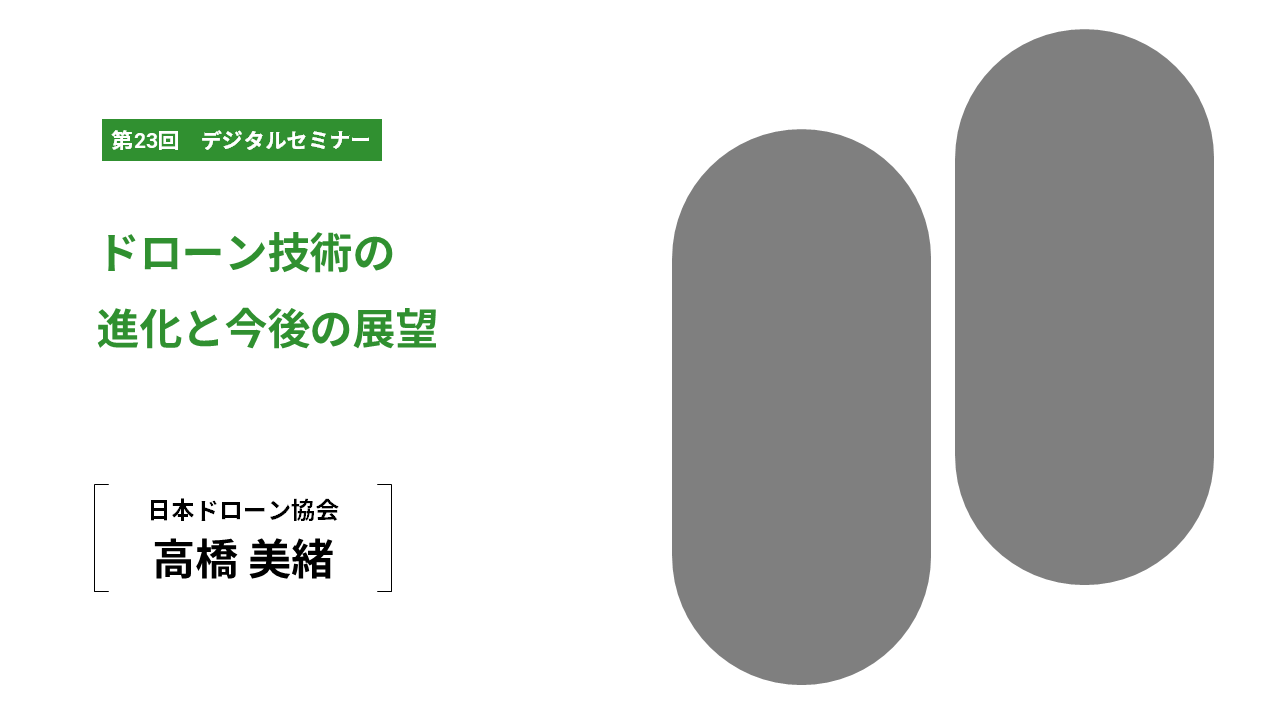 第23回　デジタルセミナー
ドローン技術の
進化と今後の展望
日本ドローン協会
高橋 美緒